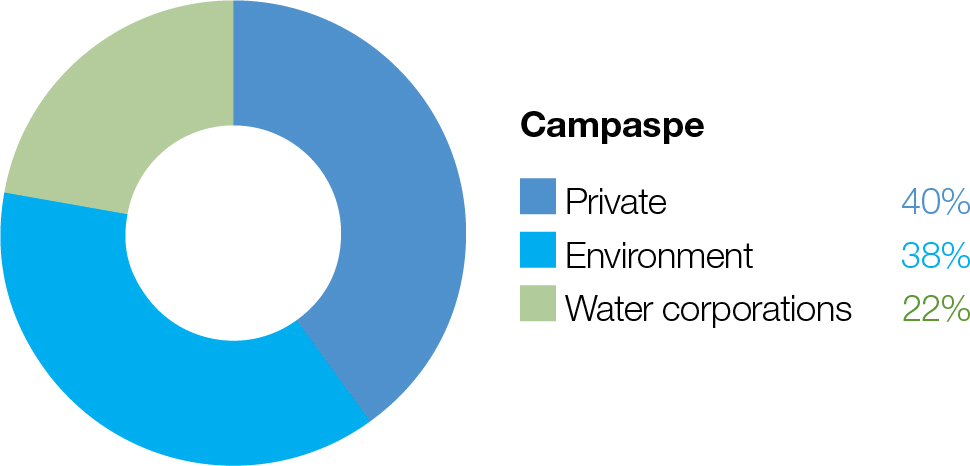 Campaspe
Private 40%
Environment 38%
Water corporations 22%